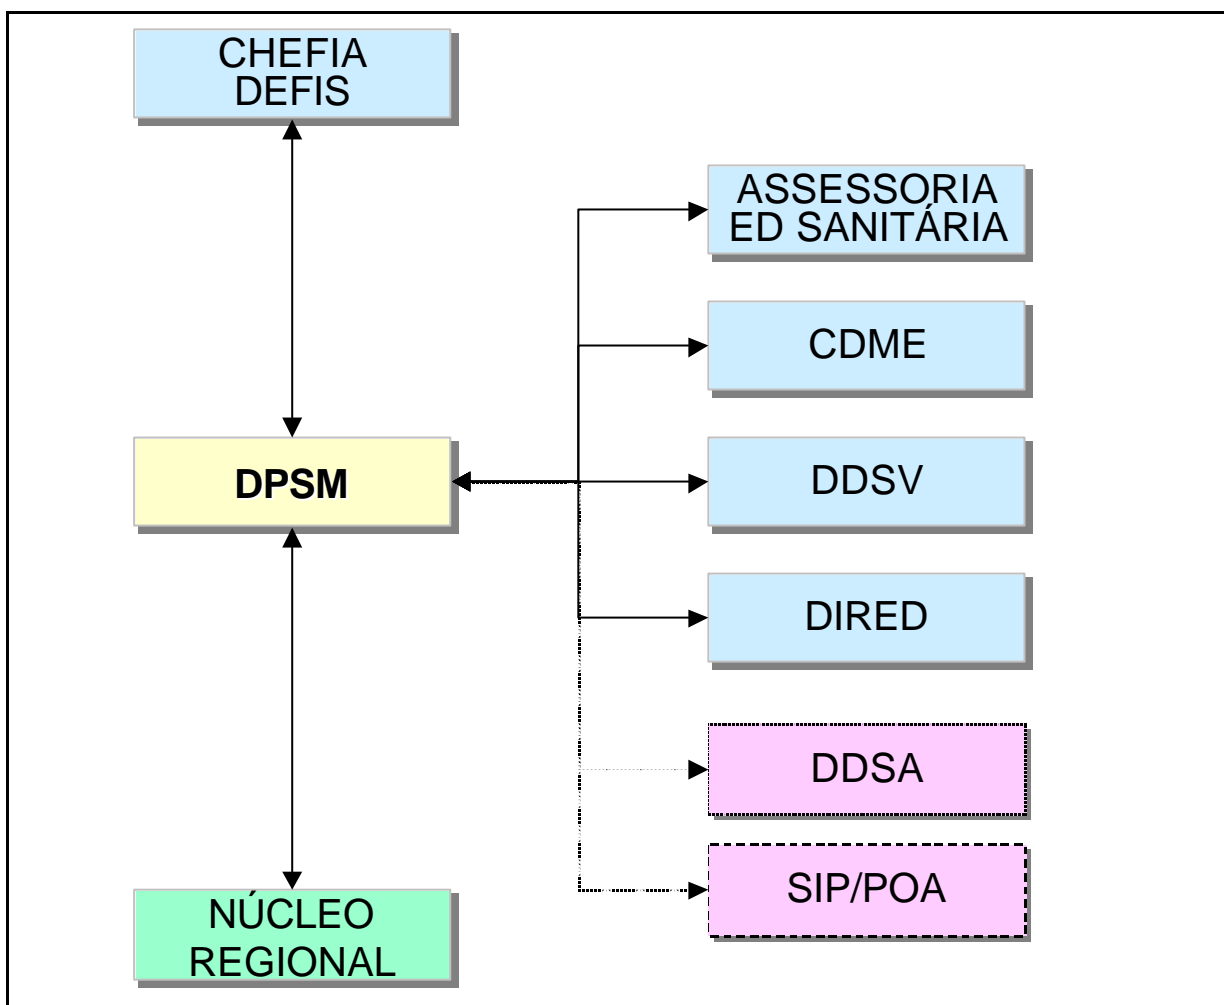 CHEFIA
DEFIS
ASSESSORIA
ED SANITÁRIA
CDME
DPSM
DDSV
DIRED
DDSA
SIP/POA
NÚCLEO
REGIONAL